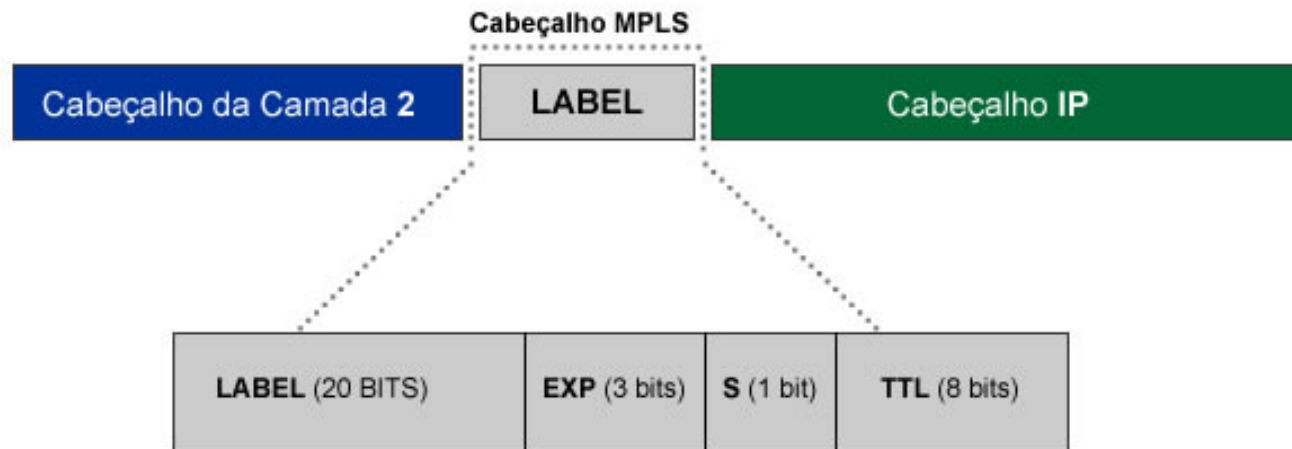 Cabeçalho MPLS
Cabeçalho da Camada 2
LABEL
Cabeçalho IP
LABEL (20 BITS)
EXP (3 bits)
S (1 bit)
TTL (8 bits)